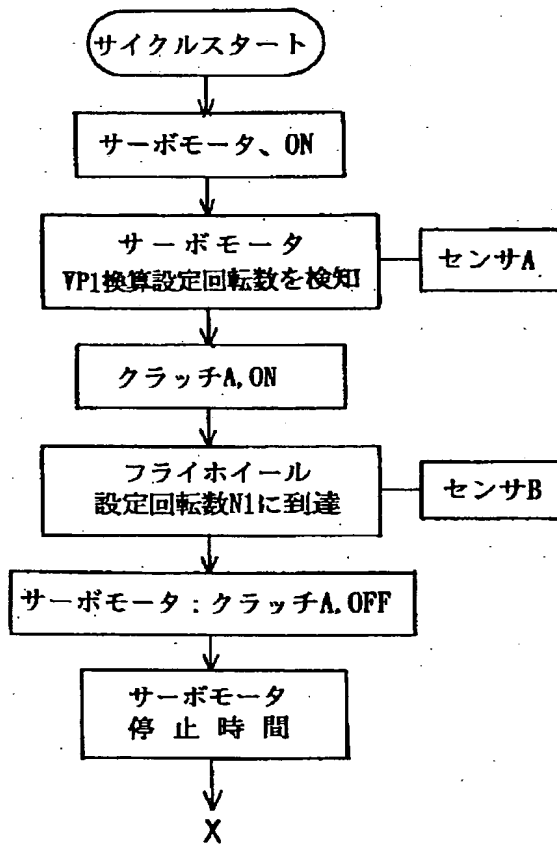 サイクルスタート
サーボモータ、ON
サーボモータ
VP1換算設定回転数を検知
センサA
クラッチA,ON
フライホイール
設定回転数N1に到達
センサB
サーボモータ:クラッチA,OFF
サーボモータ
停止時間
X